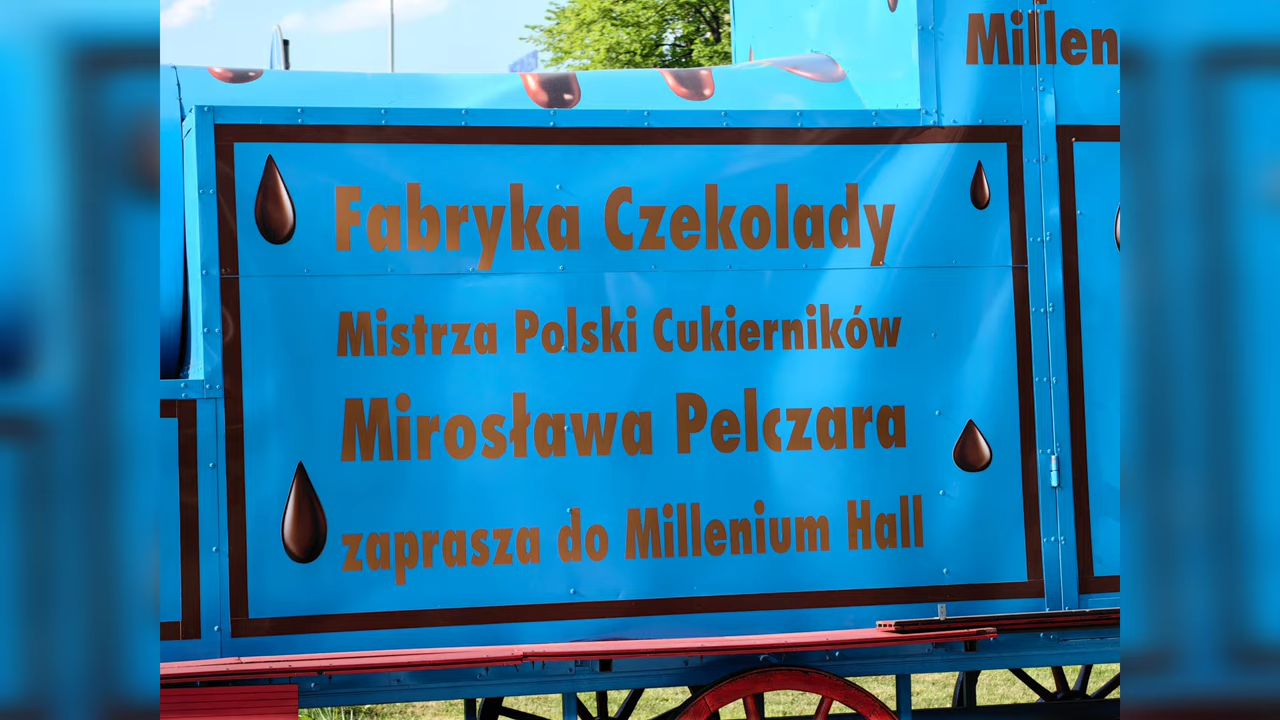 Millen
Fabryka Czekolady
Mistrza Polski Cukierników
Mirosława Pelczara
zaprasza do Millenium Hall